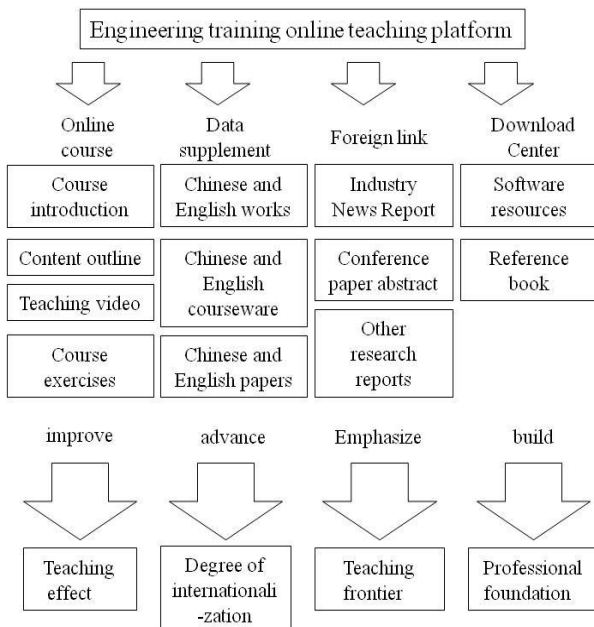 Engineering training online teaching platform
Online
course
Course
introduction
Content outline
Teaching video
Course
exercises
improve
Teaching
effect
Data
supplement
Chinese and
English works
Chinese and
English
courseware
Chinese and
English papers
advance
Degree of
internationali
-zation
Foreign link
Industry
News Report
Conference
paper abstract
Other
research
reports
Emphasize
Teaching
frontier
Download
Center
Software
resources
Reference
book
build
Professional
foundation